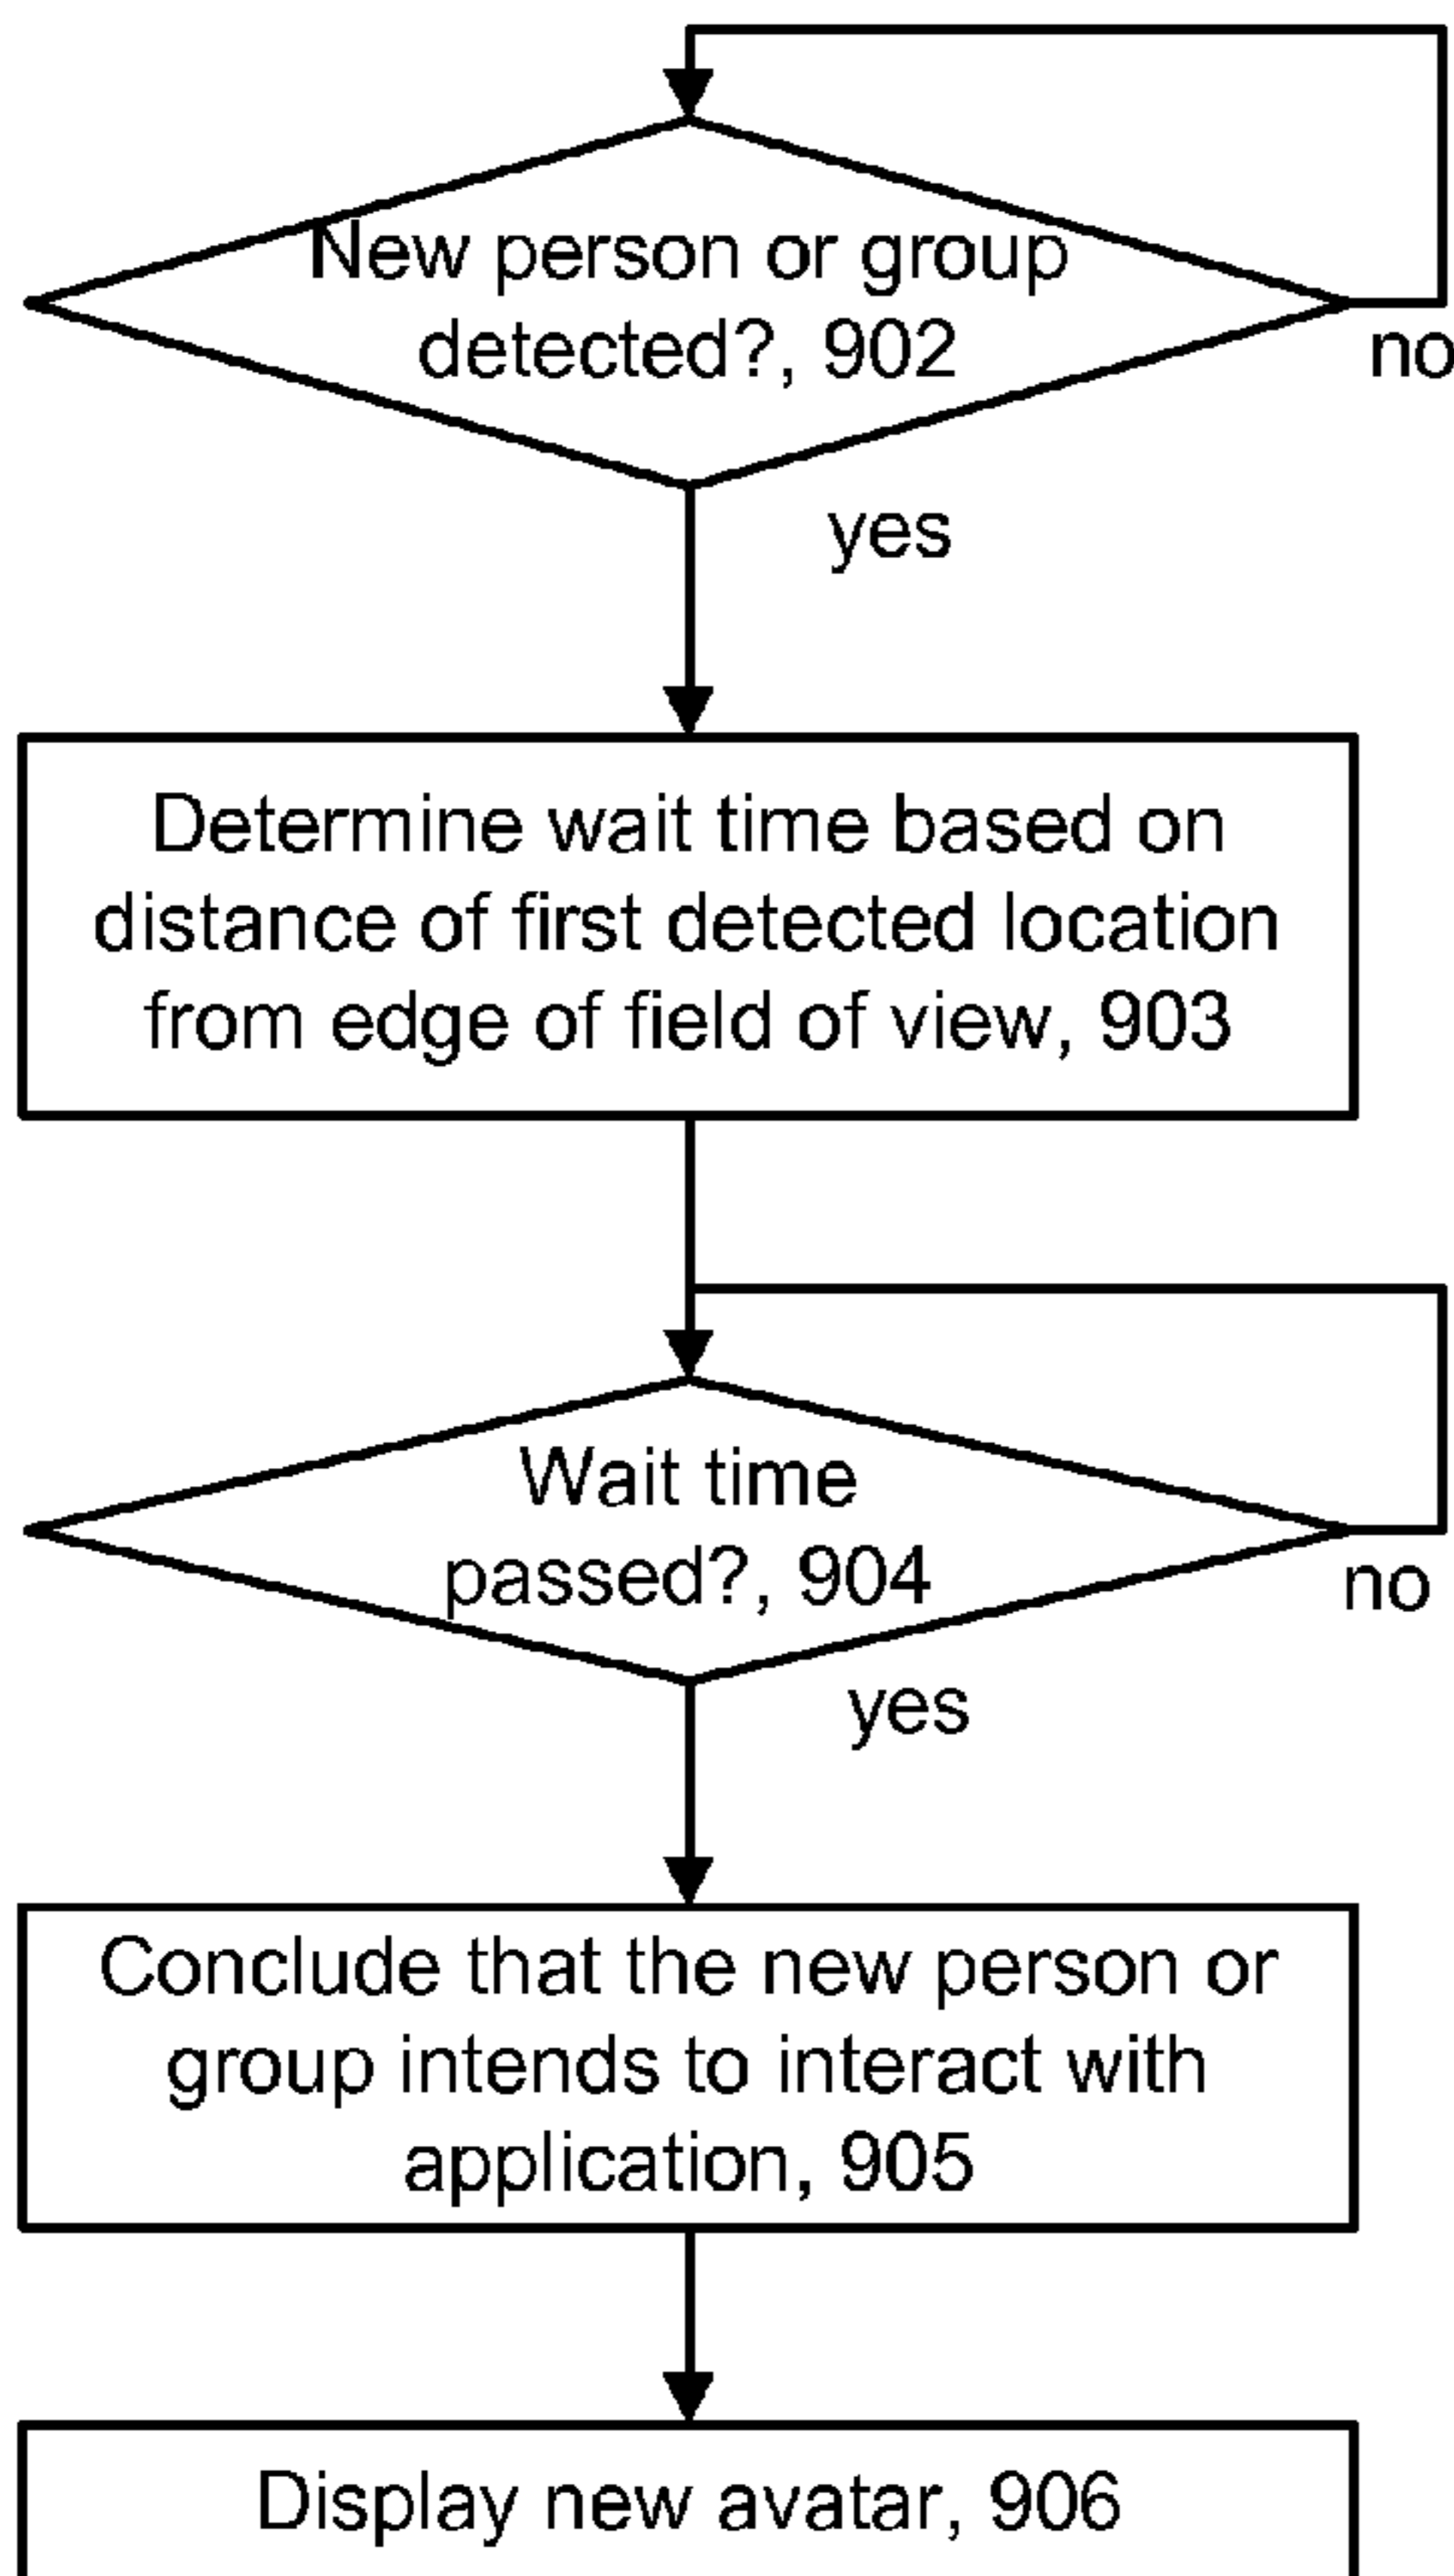 New person or group
detected?, 902
no
yes
Determine wait time based on
distance of first detected location
from edge of field of view, 903
Wait time
passed?, 904
no
yes
Conclude that the new person or
group intends to interact with
application, 905
Display new avatar, 906